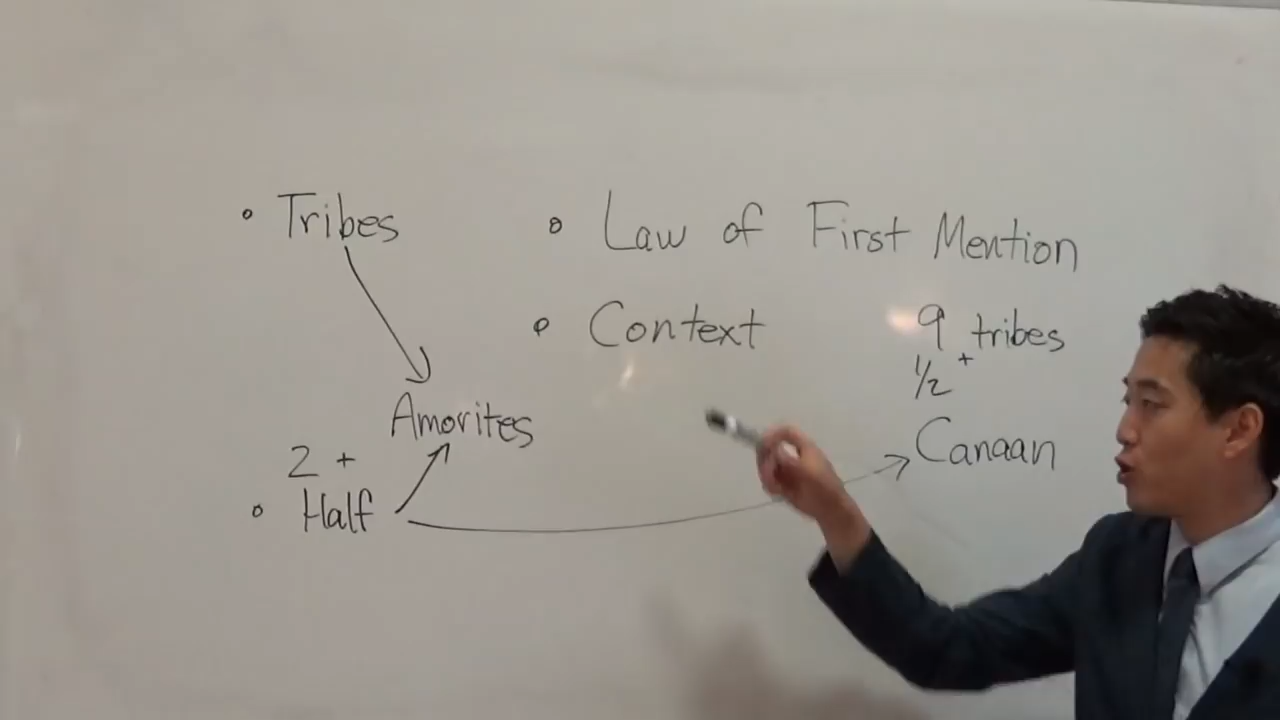 • Tribes
• Law of First Mention
• Context
9 tribes
1/2 +
Amorites
Canaan
2 +
• Half